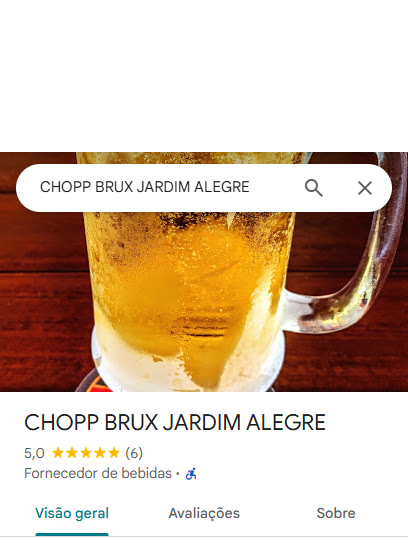 CHOPP BRUX JARDIM ALEGRE
CHOPP BRUX JARDIM ALEGRE
5,0 ★★★★★ (6)
Fornecedor de bebidas ·
Visão geral Avaliações Sobre